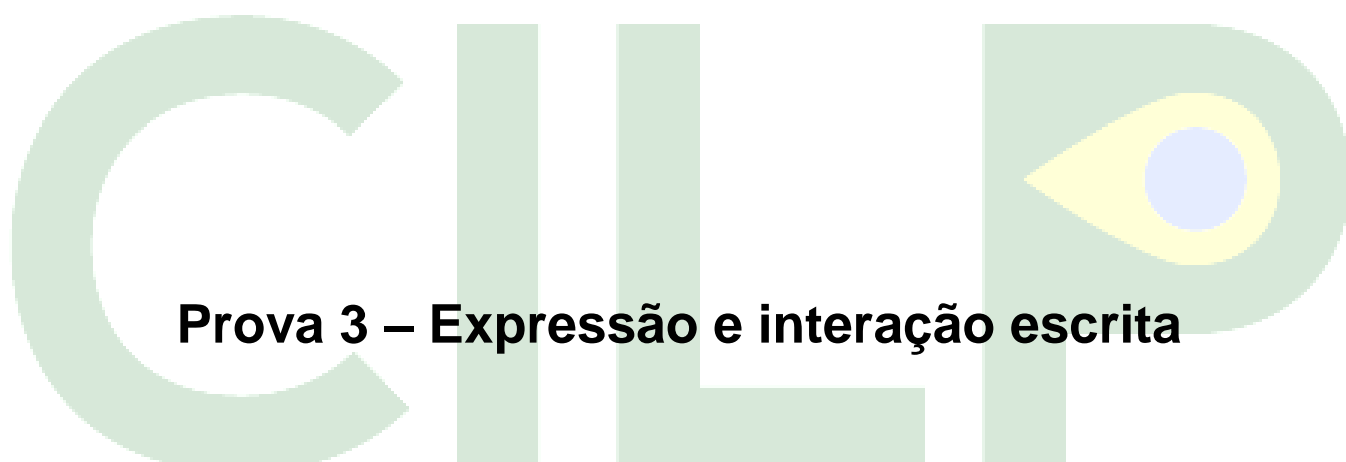 CILP
Prova 3 – Expressão e interação escrita